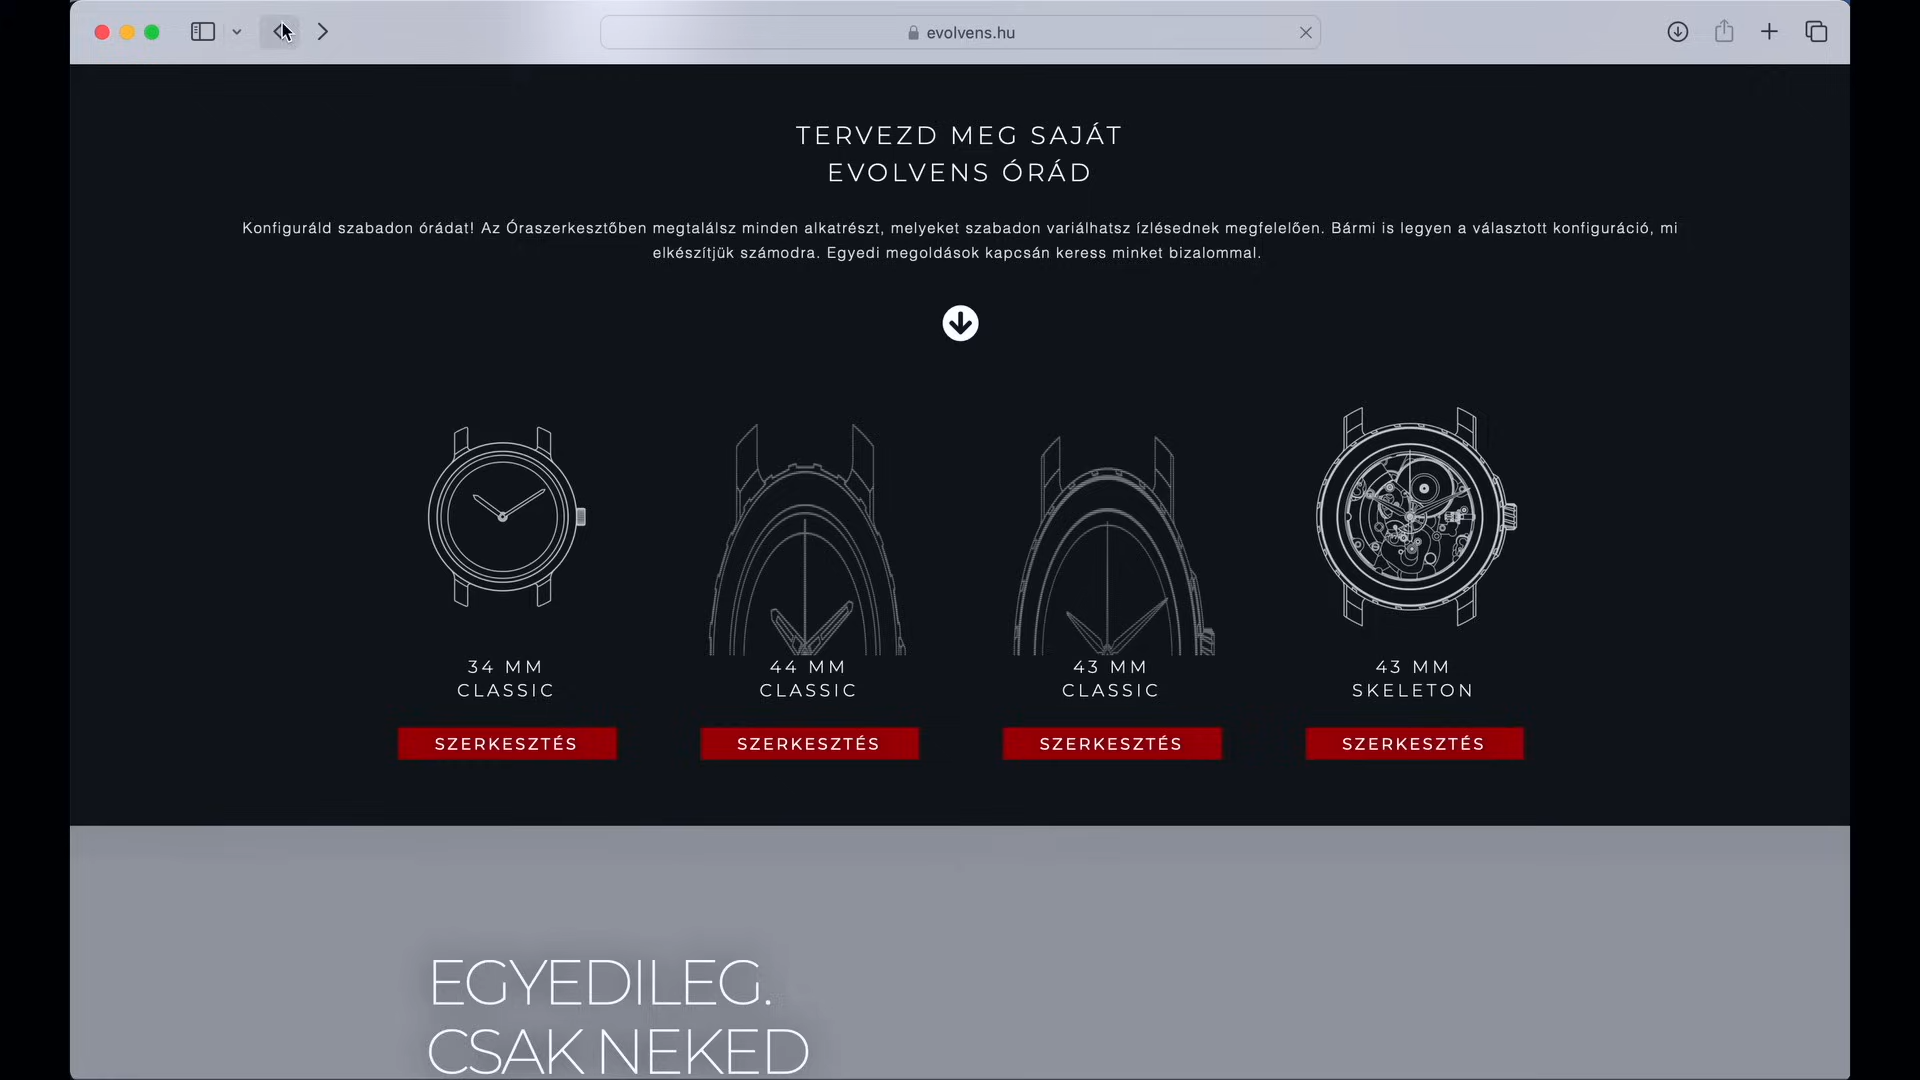 evolvens.hu
TERVEZD MEG SAJÁT
EVOLVENS ÓRÁD
Konfiguráld szabadon órádat! Az Óraszerkesztőben megtalálsz minden alkatrészt, melyeket szabadon variálhatsz ízlésednek megfelelően. Bármi is legyen a választott konfiguráció, mi
elkészítjük számodra. Egyedi megoldások kapcsán keress minket bizalommal.
34 MM
CLASSIC
SZERKESZTÉS
44 MM
CLASSIC
SZERKESZTÉS
43 MM
CLASSIC
SZERKESZTÉS
43 MM
SKELETON
SZERKESZTÉS
EGYEDILEG.
CSAK NEKED